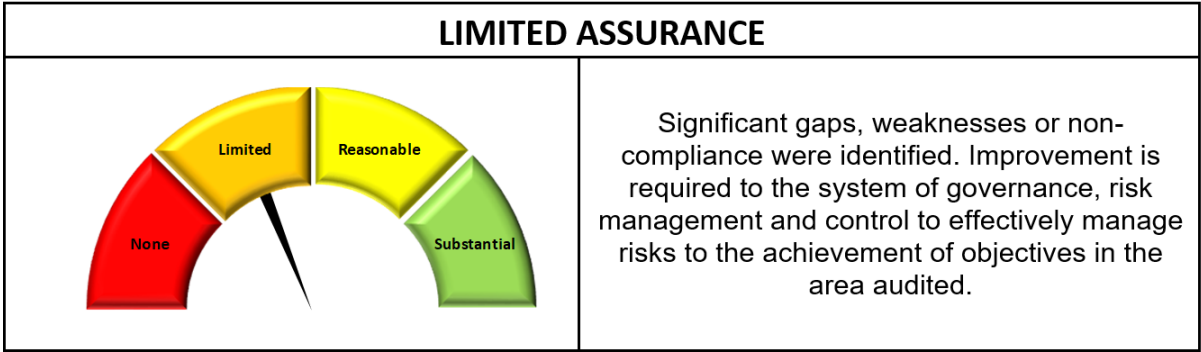 LIMITED ASSURANCE
Limited
Reasonable
None
Substantial
Significant gaps, weaknesses or non-
compliance were identified. Improvement is
required to the system of governance, risk
management and control to effectively manage
risks to the achievement of objectives in the
area audited.